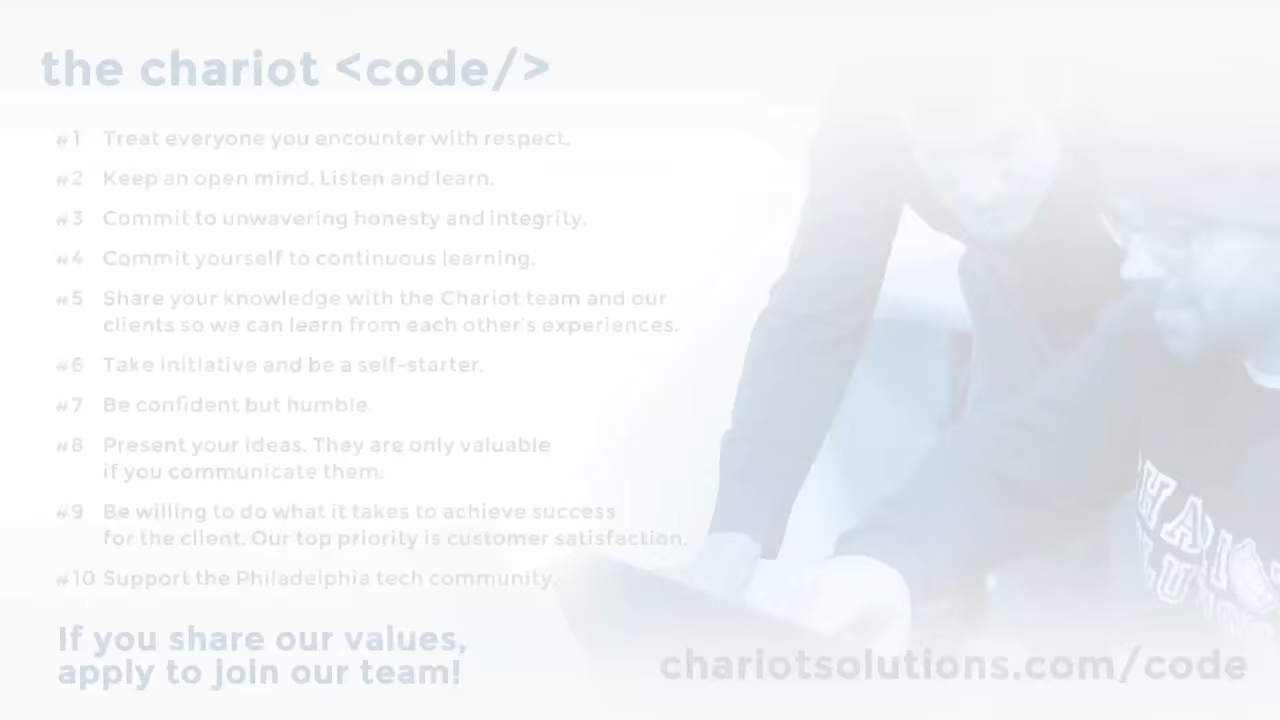 the chariot <code/>
#1 Treat everyone you encounter with respect.
#2 Keep an open mind. Listen and learn.
#3 Commit to unwavering honesty and integrity.
#4 Commit yourself to continuous learning.
#5 Share your knowledge with the Chariot team and our
clients so we can learn from each other's experiences.
#6 Take initiative and be a self-starter.
#7 Be confident but humble.
#8 Present your ideas. They are only valuable
if you communicate them.
#9 Be willing to do what it takes to achieve success
for the client. Our top priority is customer satisfaction.
#10 Support the Philadelphia tech community.
If you share our values,
apply to join our team!
chariotsolutions.com/code